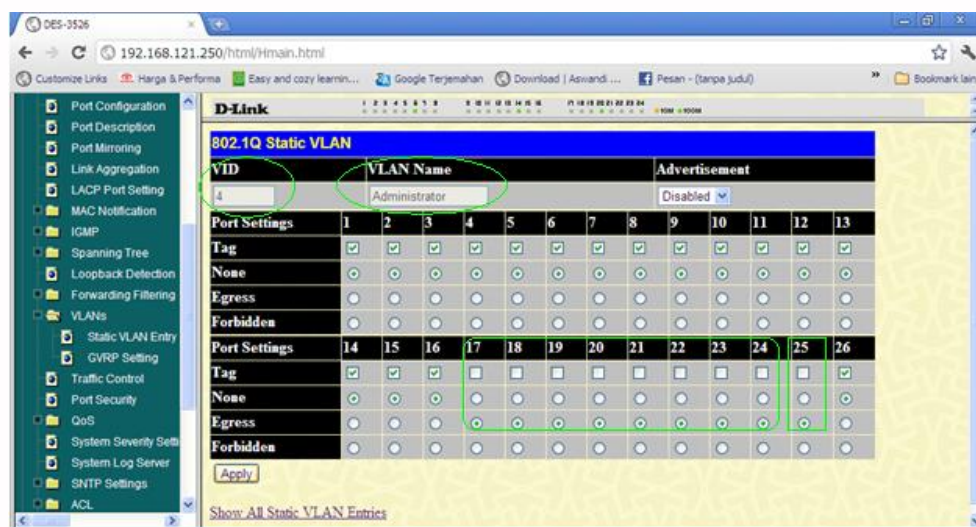 DES-3526
192.168.121.250/html/Hmain.html
Customize Links Harga & Performa Easy and cozy learnin... Google Terjemahan Download | Aswandi ... Pesan - (tanpa judul) » Bookmark lain
Port Configuration
Port Description
Port Mirroring
Link Aggregation
LACP Port Setting
MAC Notification
IGMP
Spanning Tree
Loopback Detection
Forwarding Filtering
VLANs
Static VLAN Entry
GVRP Setting
Traffic Control
Port Security
QoS
System Severity Setti
System Log Server
SNTP Settings
ACL
D-Link
10M 100M
802.1Q Static VLAN
VID VLAN Name Advertisement
4 Administrator Disabled
Port Settings 1 2 3 4 5 6 7 8 9 10 11 12 13
Tag
None
Egress
Forbidden
Port Settings 14 15 16 17 18 19 20 21 22 23 24 25 26
Tag
None
Egress
Forbidden
Apply
Show All Static VLAN Entries